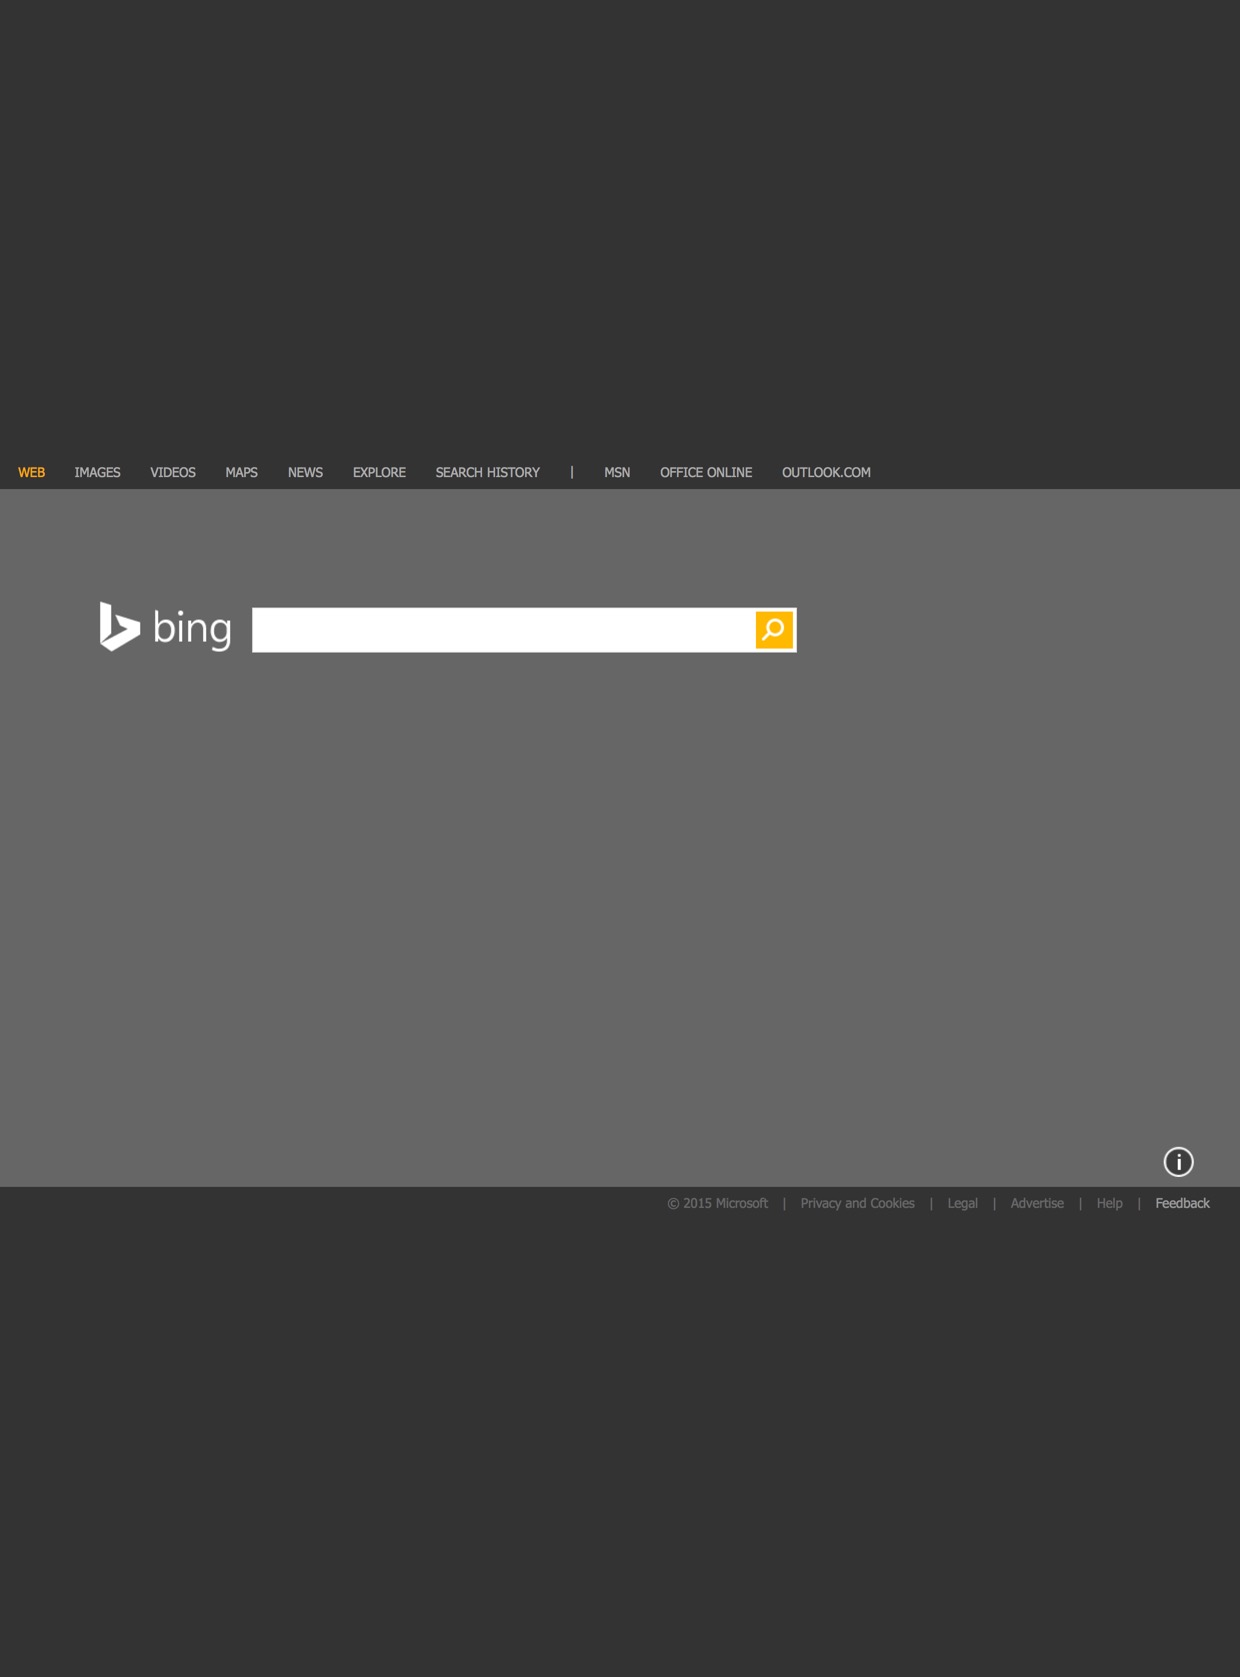 WEB IMAGES VIDEOS MAPS NEWS EXPLORE SEARCH HISTORY | MSN OFFICE ONLINE OUTLOOK.COM
bing
© 2015 Microsoft | Privacy and Cookies | Legal | Advertise | Help | Feedback